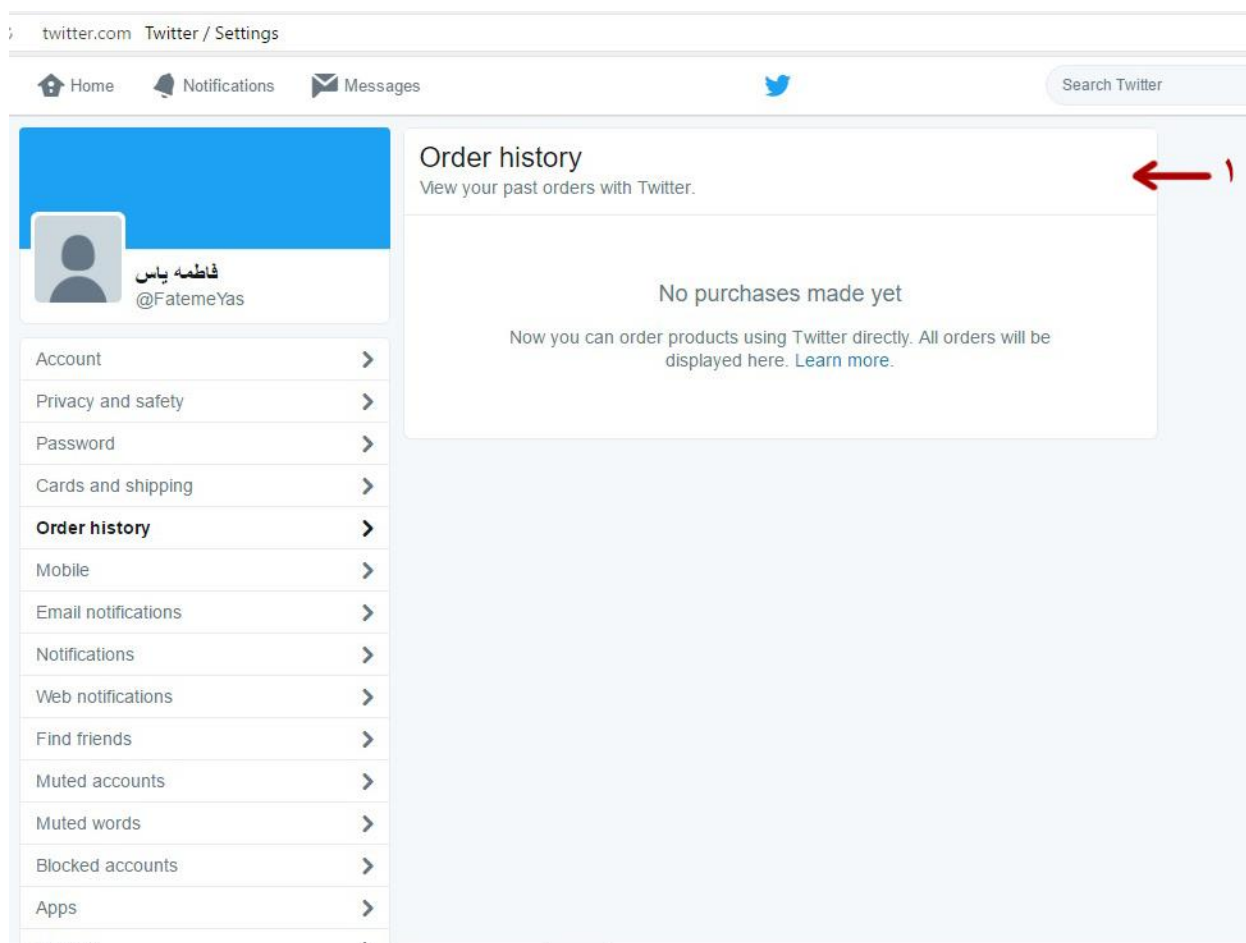 twitter.com Twitter / Settings
Home Notifications Messages Search Twitter
Order history
View your past orders with Twitter.
۱
فاطمه یاس
@FatemeYas
No purchases made yet
Now you can order products using Twitter directly. All orders will be
displayed here. Learn more.
Account
Privacy and safety
Password
Cards and shipping
Order history
Mobile
Email notifications
Notifications
Web notifications
Find friends
Muted accounts
Muted words
Blocked accounts
Apps